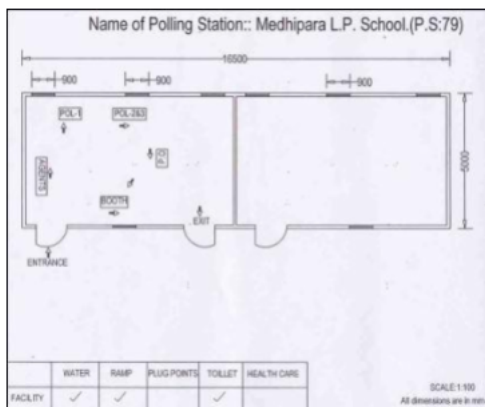 Name of Polling Station:: Medhipara L.P. School.(P.S:79)
16500
900 900 900
POL-1 POL-2&3
5000
AGENTS
BOOTH
EXIT
ENTRANCE
WATER RAMP PLUG POINTS TOILLET HEALTH CARE
FACILITY ✓ ✓ ✓
SCALE:1:100
All dimensions are in mm